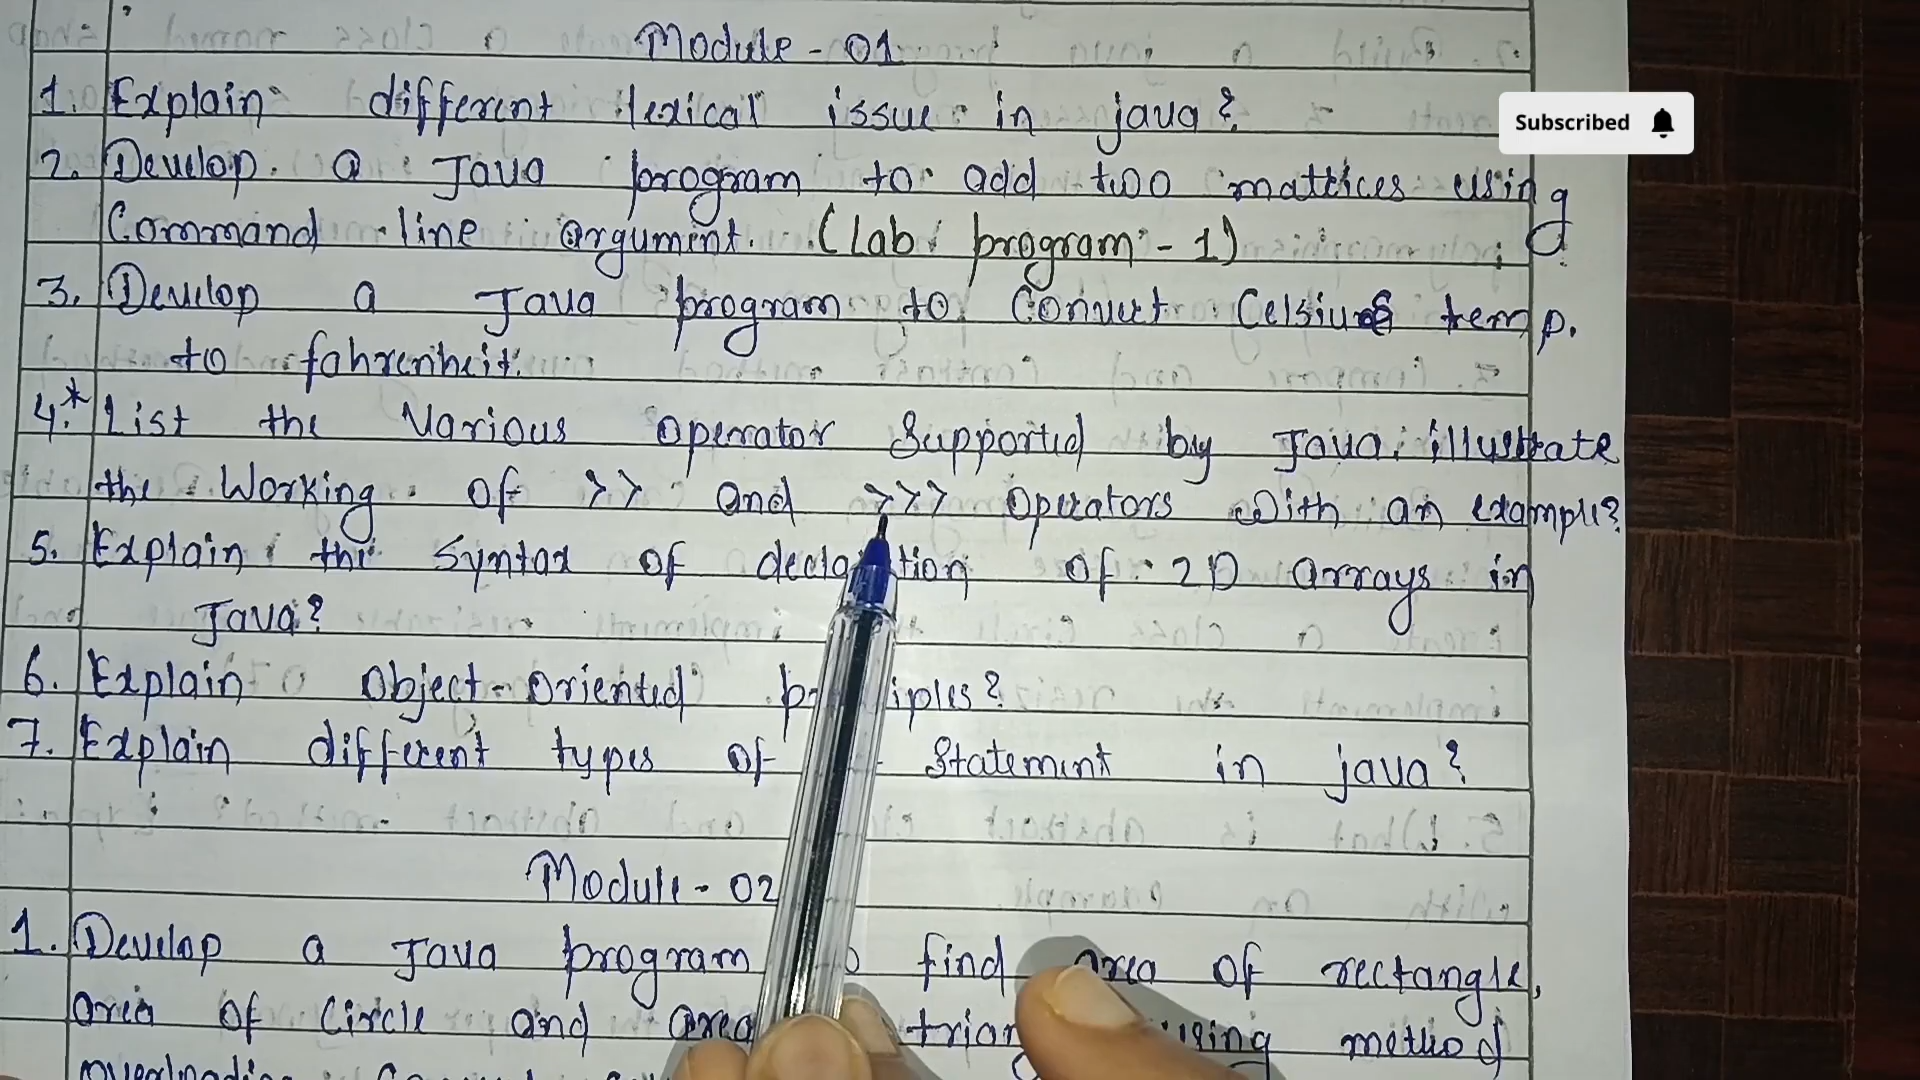 Module - 01
1. Explain different lexical issue in java?
Subscribed
2. Develop a Java program to add two matrices using
Command line argument. (Lab program - 1)
3. Develop a Java program to Convert Celsius temp.
to fahrenheit.
4.* List the Various Operator Supported by Java. illustrate
the Working of >> and >>> operators With an example?
5. Explain the Syntax of declaration of 2D arrays in
Java?
6. Explain Object-Oriented principles?
7. Explain different types of Statement in java?
Module - 02
1. Develop a Java program to find area of rectangle,
area of Circle and area using method